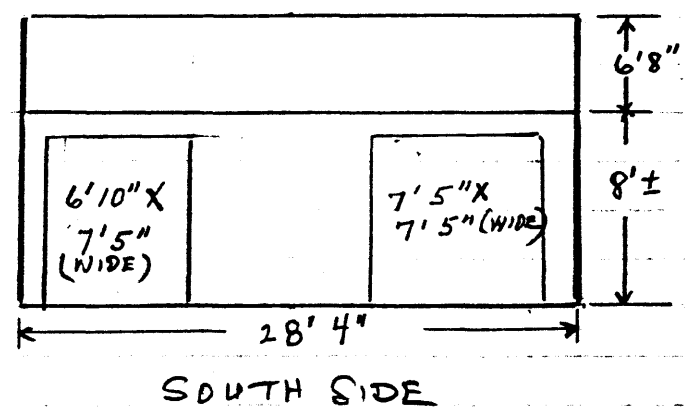 6'8"
6'10" X
7'5"
(WIDE)
7'5" X
7'5" (WIDE)
8'±
28'4"
SOUTH SIDE